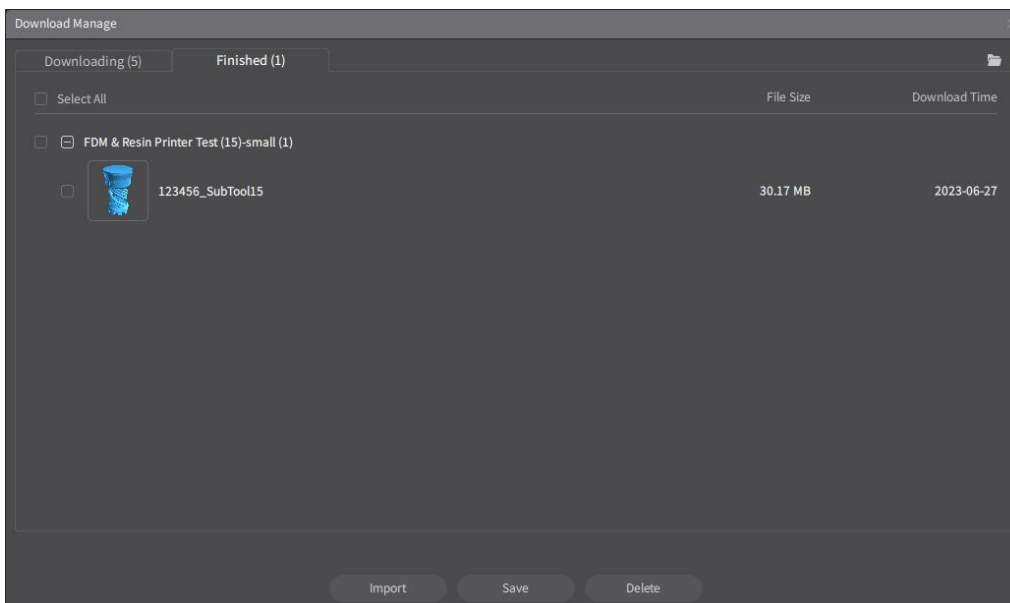 Download Manage
Downloading (5) Finished (1)
Select All File Size Download Time
FDM & Resin Printer Test (15)-small (1)
123456_SubTool15 30.17 MB 2023-06-27
Import Save Delete